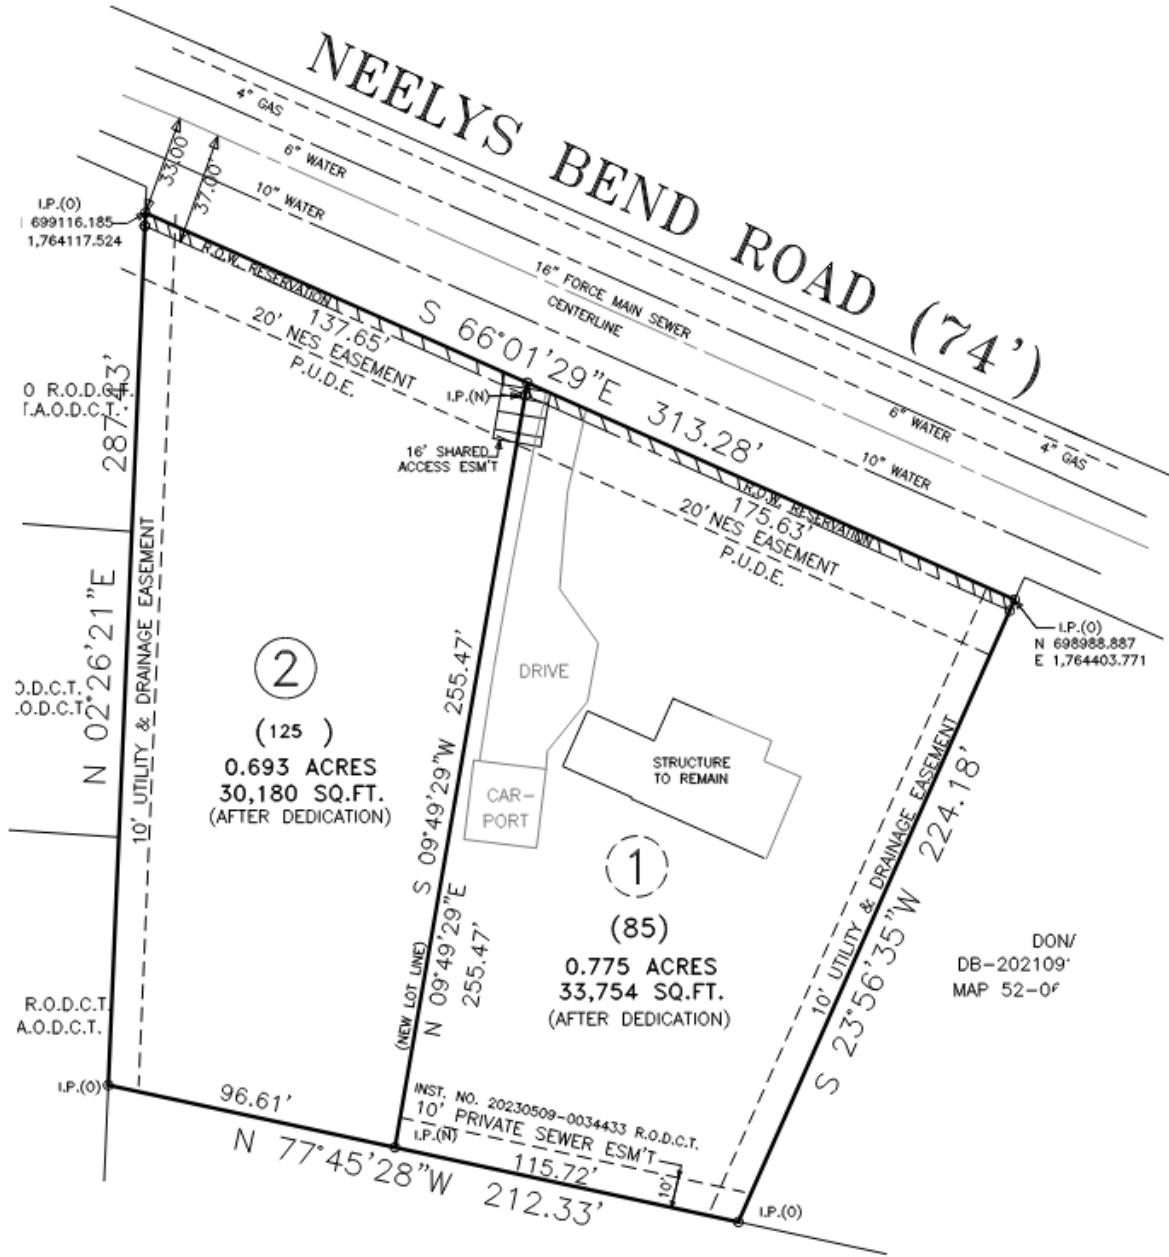 NEELYS BEND ROAD (74')
4" GAS
6" WATER
10" WATER
33.00'
37.00'
I.P.(O)
699116.185
1,764117.524
R.O.W. RESERVATION
137.65'
20' NES EASEMENT
P.U.D.E.
16" FORCE MAIN SEWER
CENTERLINE
S 66°01'29"E 313.28'
6" WATER
4" GAS
10" WATER
I.P.(N)
16' SHARED
ACCESS ESM'T
R.O.W. RESERVATION
175.63'
20' NES EASEMENT
P.U.D.E.
I.P.(O)
N 698988.887
E 1,764403.771
O R.O.D.C.T.
T.A.O.D.C.T.
N 02°26'21"E 287.43'
10' UTILITY & DRAINAGE EASEMENT
O.D.C.T.
.O.D.C.T.
2
(125 )
0.693 ACRES
30,180 SQ.FT.
(AFTER DEDICATION)
S 09°49'29"W 255.47'
N 09°49'29"E
255.47'
(NEW LOT LINE)
DRIVE
CAR-
PORT
STRUCTURE
TO REMAIN
1
(85)
0.775 ACRES
33,754 SQ.FT.
(AFTER DEDICATION)
10' UTILITY & DRAINAGE EASEMENT
S 23°56'35"W 224.18'
DB-202109
MAP 52-0
R.O.D.C.T.
A.O.D.C.T.
I.P.(O)
96.61'
N 77°45'28"W 212.33'
I.P.(N)
INST. NO. 20230509-0034433 R.O.D.C.T.
10' PRIVATE SEWER ESM'T
115.72'
10'
I.P.(O)